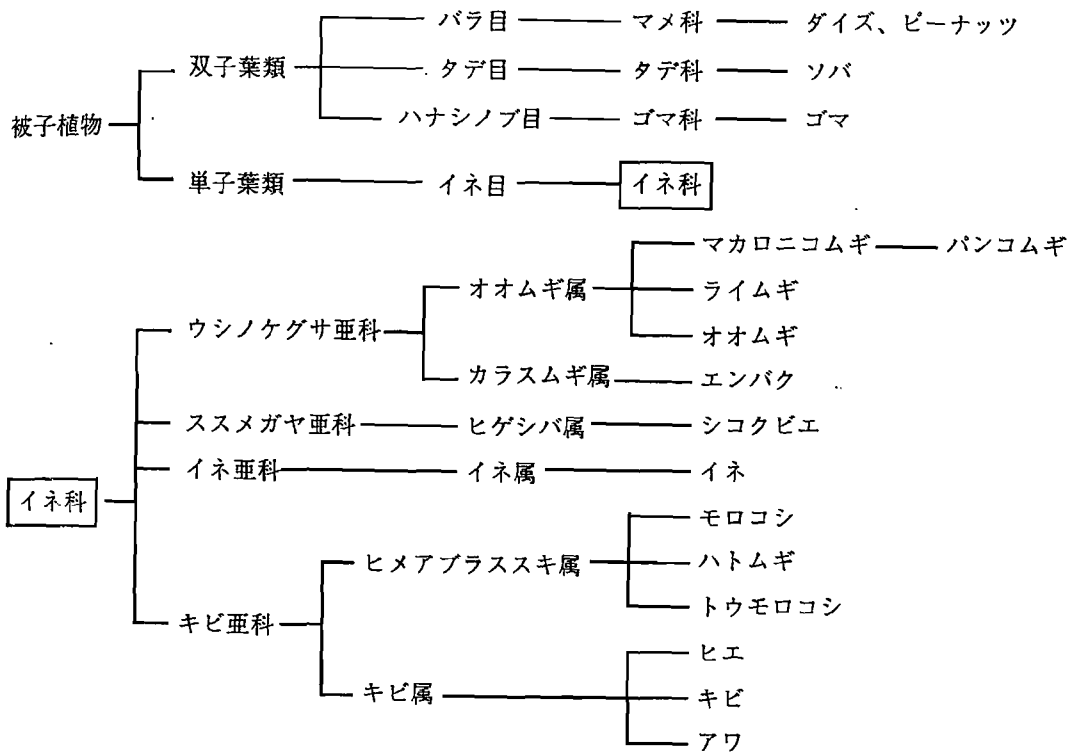 バラ目 マメ科 ダイズ、ピーナッツ
双子葉類 タデ目 タデ科 ソバ
被子植物
ハナシノブ目 ゴマ科 ゴマ
単子葉類 イネ目 イネ科
マカロニコムギ パンコムギ
オオムギ属 ライムギ
ウシノケグサ亜科
オオムギ
カラスムギ属 エンバク
ススメガヤ亜科 ヒゲシバ属 シコクビエ
イネ亜科 イネ属 イネ
イネ科
モロコシ
ヒメアブラススキ属 ハトムギ
トウモロコシ
キビ亜科
ヒエ
キビ属 キビ
アワ